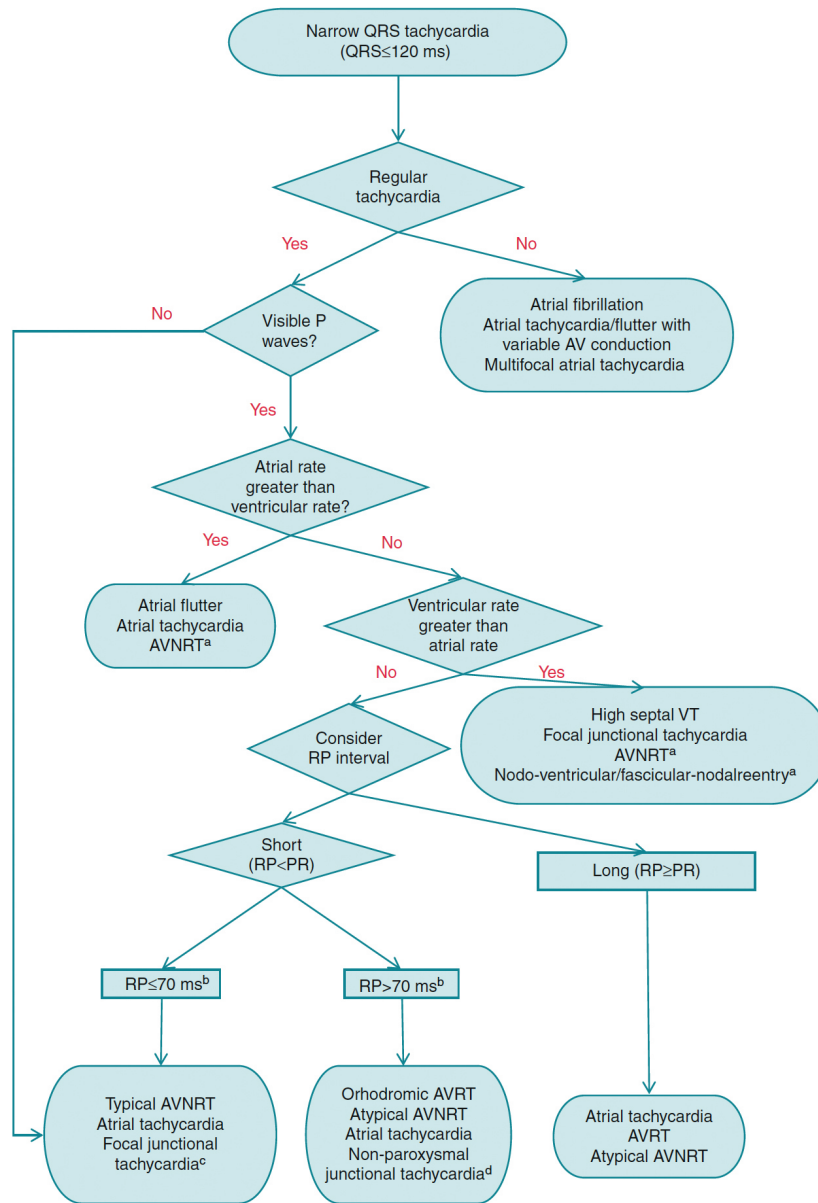 Narrow QRS tachycardia
(QRS≤120 ms)
Regular
tachycardia
Yes
No
No
Visible P
waves?
Atrial fibrillation
Atrial tachycardia/flutter with
variable AV conduction
Multifocal atrial tachycardia
Yes
Atrial rate
greater than
ventricular rate?
Yes
No
Atrial flutter
Atrial tachycardia
AVNRTᵃ
Ventricular rate
greater than
atrial rate
No
Yes
High septal VT
Focal junctional tachycardia
AVNRTᵃ
Nodo-ventricular/fascicular-nodalreentryᵃ
Consider
RP interval
Short
(RP<PR)
Long (RP≥PR)
RP≤70 msᵇ
RP>70 msᵇ
Typical AVNRT
Atrial tachycardia
Focal junctional
tachycardiaᶜ
Orhodromic AVRT
Atypical AVNRT
Atrial tachycardia
Non-paroxysmal
junctional tachycardiaᵈ
Atrial tachycardia
AVRT
Atypical AVNRT